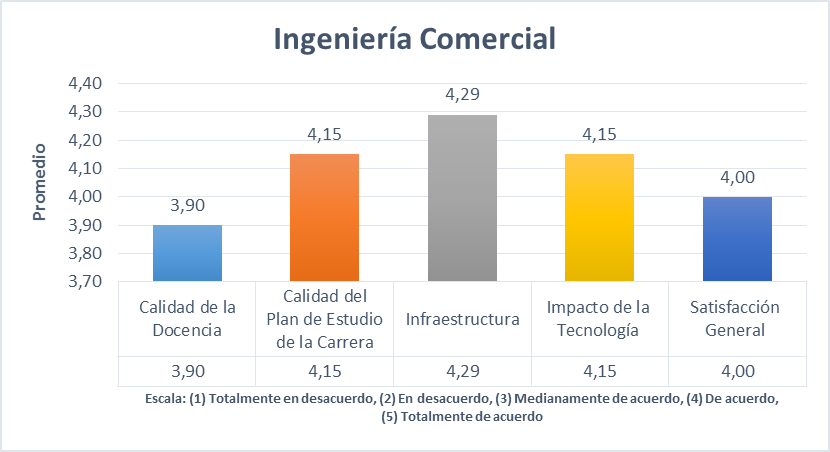 Ingeniería Comercial
Promedio
4,40
4,30
4,20
4,10
4,00
3,90
3,80
3,70
3,90
4,15
4,29
4,15
4,00
Calidad de la
Docencia
Calidad del
Plan de Estudio
de la Carrera
Infraestructura
Impacto de la
Tecnología
Satisfacción
General
3,90
4,15
4,29
4,15
4,00
Escala: (1) Totalmente en desacuerdo, (2) En desacuerdo, (3) Medianamente de acuerdo, (4) De acuerdo,
(5) Totalmente de acuerdo